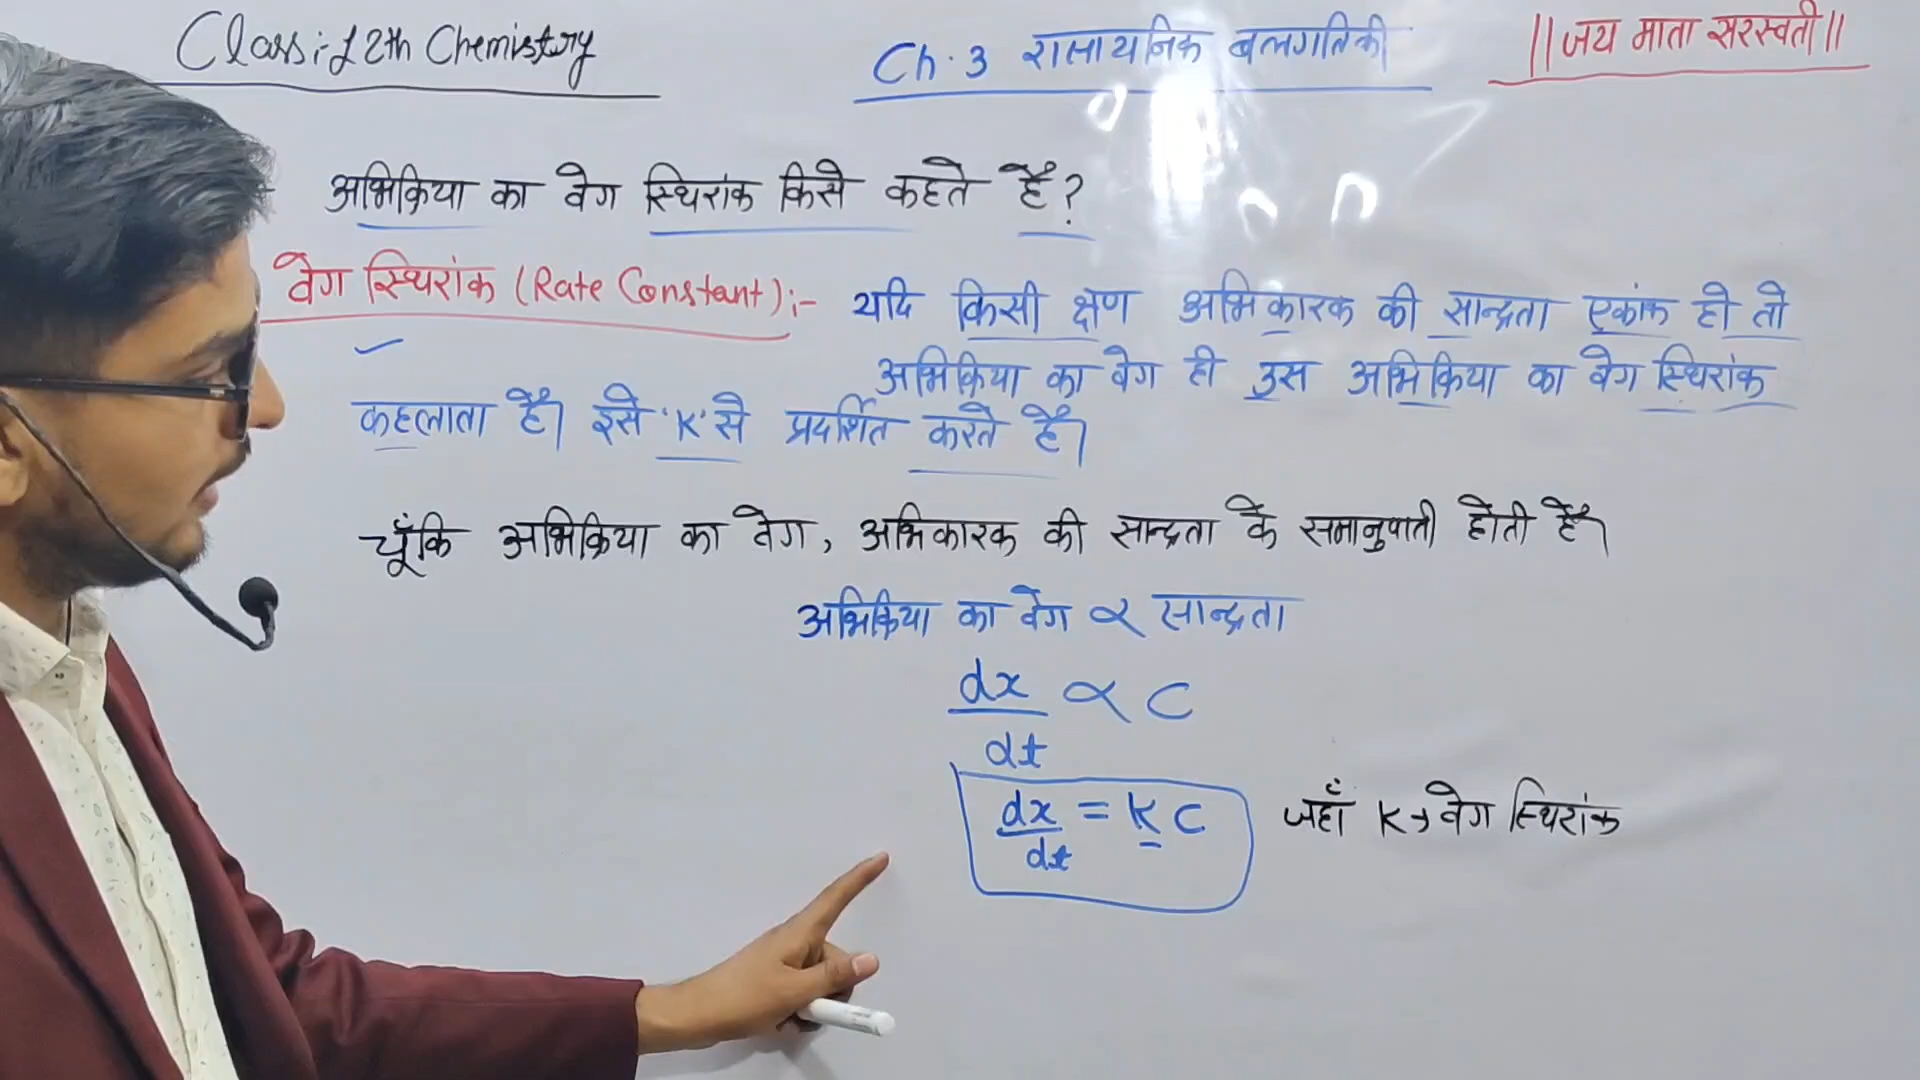 Class:-12th Chemistry
Ch. 3 रासायनिक बलगतिकी
||जय माता सरस्वती||
अभिक्रिया का वेग स्थिरांक किसे कहते हैं?
वेग स्थिरांक (Rate Constant):- यदि किसी क्षण अभिकारक की सान्द्रता एकांक हो तो
अभिक्रिया का वेग ही उस अभिक्रिया का वेग स्थिरांक
कहलाता है। इसे 'K' से प्रदर्शित करते हैं।
चूँकि अभिक्रिया का वेग, अभिकारक की सान्द्रता के समानुपाती होती है।
अभिक्रिया का वेग ∝ सान्द्रता
dx/dt ∝ C
dx/dt = KC जहाँ K→वेग स्थिरांक